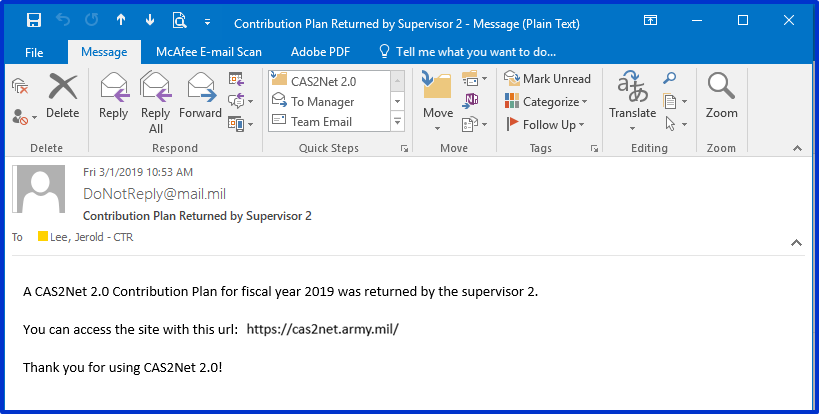 Contribution Plan Returned by Supervisor 2 - Message (Plain Text)
File Message McAfee E-mail Scan Adobe PDF Tell me what you want to do...
Delete
Reply
Reply All
Forward
CAS2Net 2.0
To Manager
Team Email
Move
Mark Unread
Categorize
Follow Up
Translate
Zoom
Delete Respond Quick Steps Move Tags Editing Zoom
Fri 3/1/2019 10:53 AM
DoNotReply@mail.mil
Contribution Plan Returned by Supervisor 2
To Lee, Jerold - CTR
A CAS2Net 2.0 Contribution Plan for fiscal year 2019 was returned by the supervisor 2.
You can access the site with this url: https://cas2net.army.mil/
Thank you for using CAS2Net 2.0!